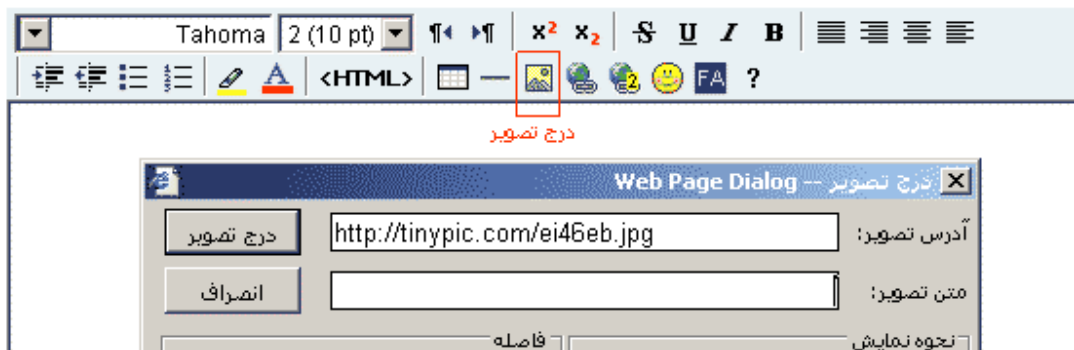 Tahoma 2 (10 pt) ¶ ¶ x² x₂ S U I B
A <HTML> 2 FA ?
درج تصویر
درج تصویر -- Web Page Dialog
آدرس تصویر: http://tinypic.com/ei46eb.jpg درج تصویر
متن تصویر: انصراف
نحوه نمایش فاصله